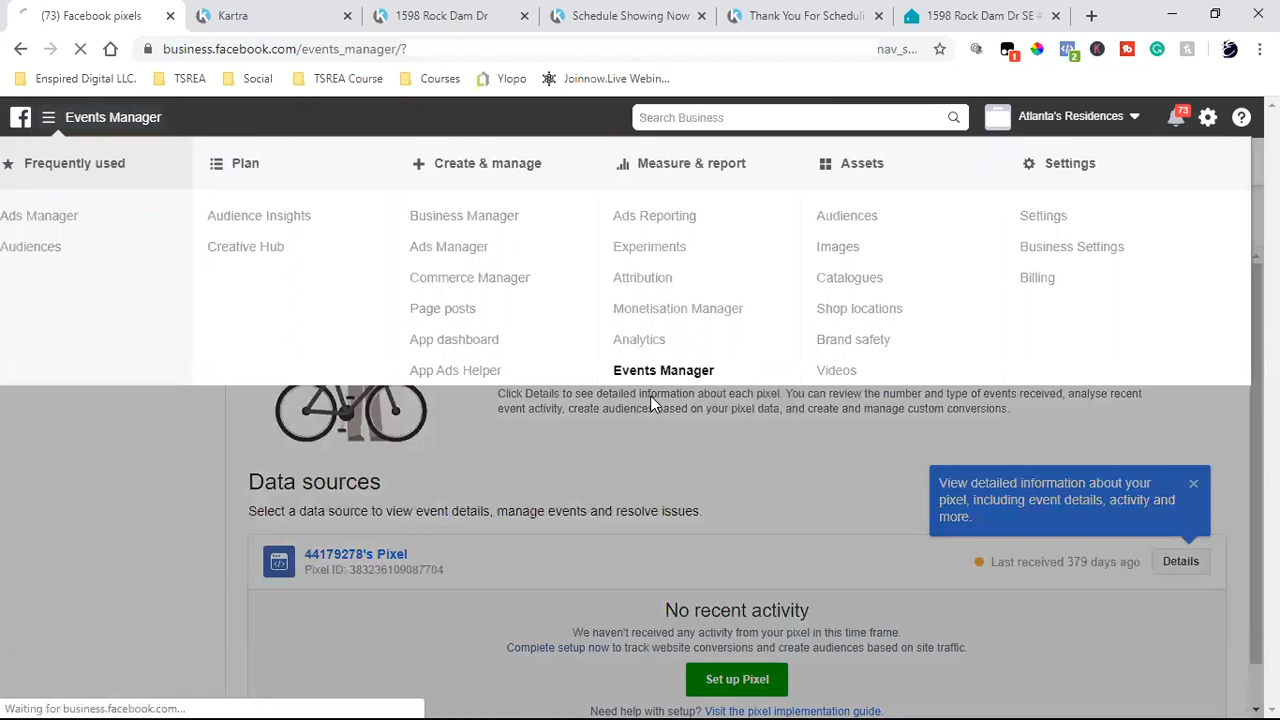 (73) Facebook pixels
Kartra
1598 Rock Dam Dr
Schedule Showing Now
Thank You For Scheduli
1598 Rock Dam Dr SE #
business.facebook.com/events_manager/?
nav_s...
1
2
Enspired Digital LLC.
TSREA
Social
TSREA Course
Courses
Ylopo
Joinnow.Live Webin...
Events Manager
Search Business
Atlanta's Residences
73
Frequently used
Plan
Create & manage
Measure & report
Assets
Settings
Ads Manager
Audience Insights
Business Manager
Ads Reporting
Audiences
Settings
Audiences
Creative Hub
Ads Manager
Experiments
Images
Business Settings
Commerce Manager
Attribution
Catalogues
Billing
Page posts
Monetisation Manager
Shop locations
App dashboard
Analytics
Brand safety
App Ads Helper
Events Manager
Videos
Click Details to see detailed information about each pixel. You can review the number and type of events received, analyse recent
event activity, create audiences based on your pixel data, and create and manage custom conversions.
Data sources
Select a data source to view event details, manage events and resolve issues.
View detailed information about your
pixel, including event details, activity and
more.
44179278's Pixel
Pixel ID: 383236109087704
Last received 379 days ago
Details
No recent activity
We haven't received any activity from your pixel in this time frame.
Complete setup now to track website conversions and create audiences based on site traffic.
Set up Pixel
Need help with setup? Visit the pixel implementation guide.
Waiting for business.facebook.com...